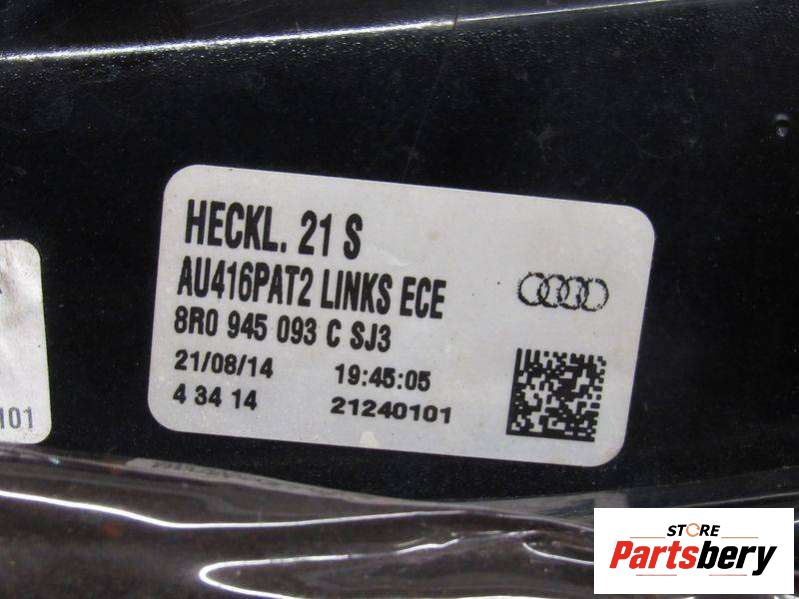 HECKL. 21 S
AU416PAT2 LINKS ECE
8R0 945 093 C SJ3
21/08/14 19:45:05
4 34 14 21240101
101
STORE
Partsbery